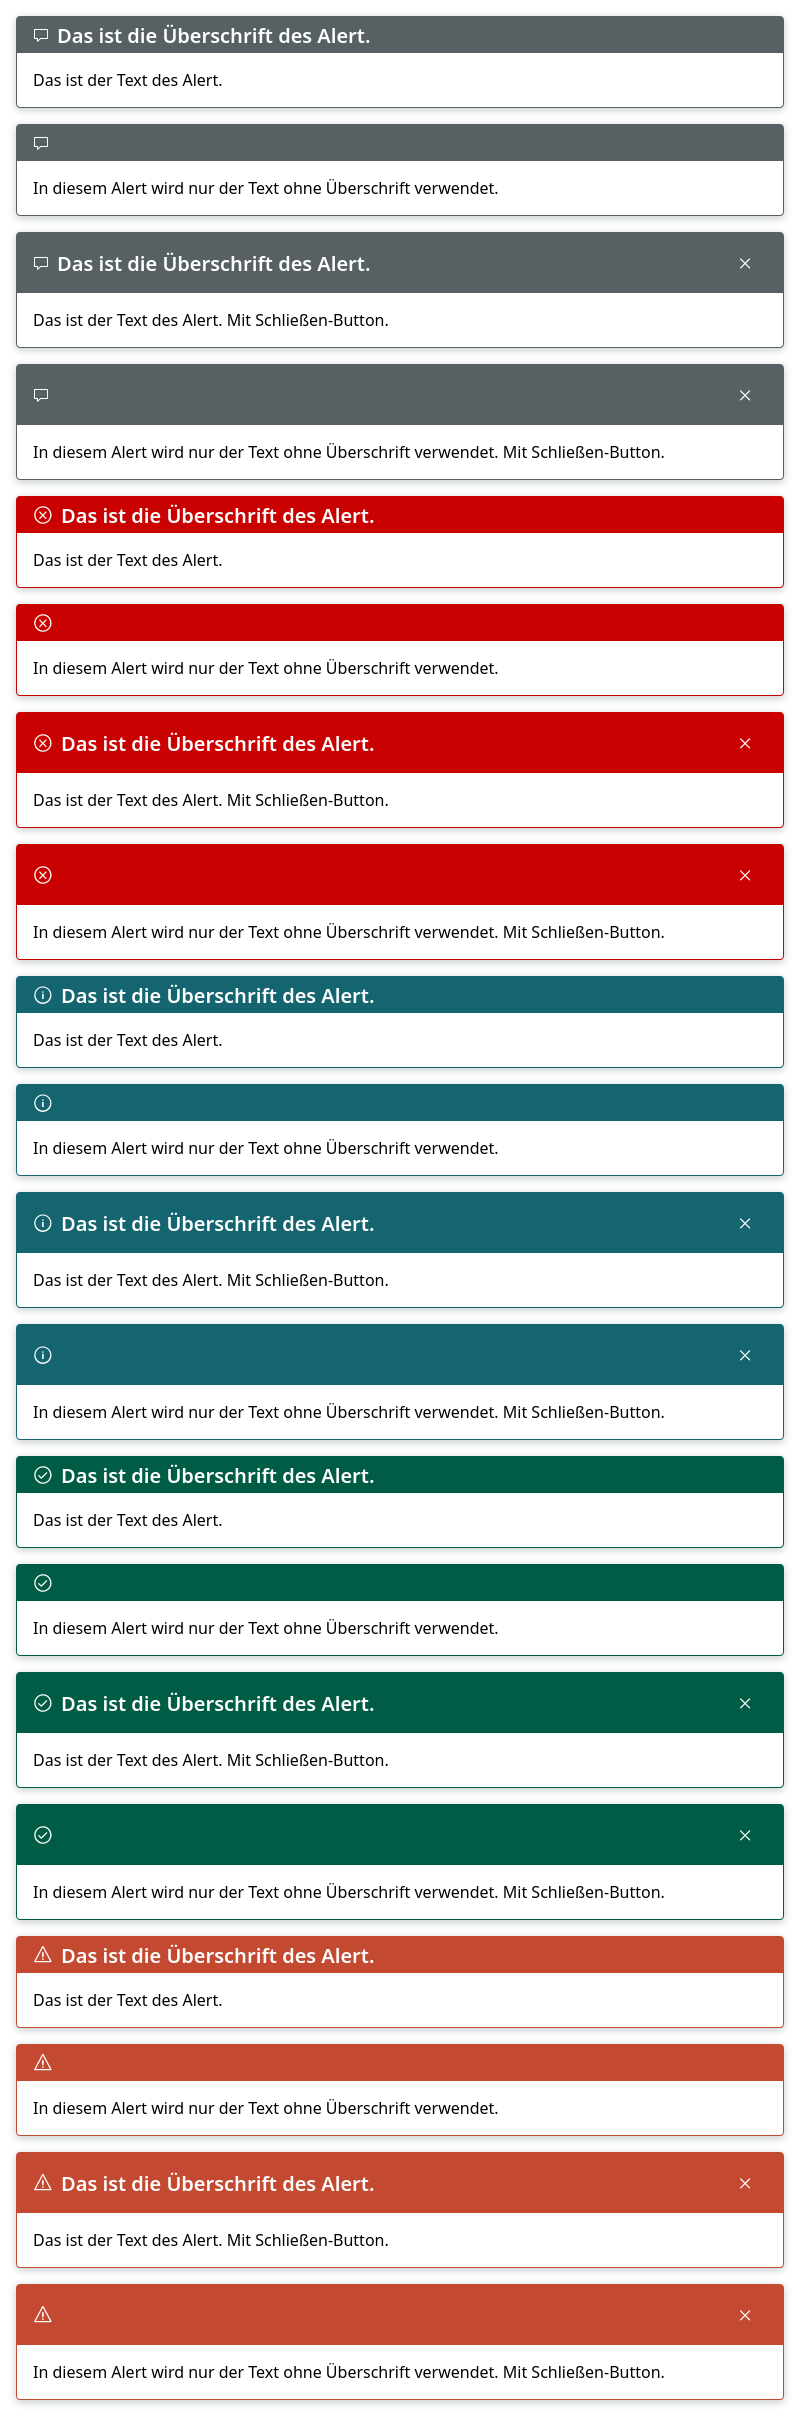 Das ist die Überschrift des Alert.
Das ist der Text des Alert.
In diesem Alert wird nur der Text ohne Überschrift verwendet.
Das ist die Überschrift des Alert.
Das ist der Text des Alert. Mit Schließen-Button.
In diesem Alert wird nur der Text ohne Überschrift verwendet. Mit Schließen-Button.
Das ist die Überschrift des Alert.
Das ist der Text des Alert.
In diesem Alert wird nur der Text ohne Überschrift verwendet.
Das ist die Überschrift des Alert.
Das ist der Text des Alert. Mit Schließen-Button.
In diesem Alert wird nur der Text ohne Überschrift verwendet. Mit Schließen-Button.
Das ist die Überschrift des Alert.
Das ist der Text des Alert.
In diesem Alert wird nur der Text ohne Überschrift verwendet.
Das ist die Überschrift des Alert.
Das ist der Text des Alert. Mit Schließen-Button.
In diesem Alert wird nur der Text ohne Überschrift verwendet. Mit Schließen-Button.
Das ist die Überschrift des Alert.
Das ist der Text des Alert.
In diesem Alert wird nur der Text ohne Überschrift verwendet.
Das ist die Überschrift des Alert.
Das ist der Text des Alert. Mit Schließen-Button.
In diesem Alert wird nur der Text ohne Überschrift verwendet. Mit Schließen-Button.
Das ist die Überschrift des Alert.
Das ist der Text des Alert.
In diesem Alert wird nur der Text ohne Überschrift verwendet.
Das ist die Überschrift des Alert.
Das ist der Text des Alert. Mit Schließen-Button.
In diesem Alert wird nur der Text ohne Überschrift verwendet. Mit Schließen-Button.